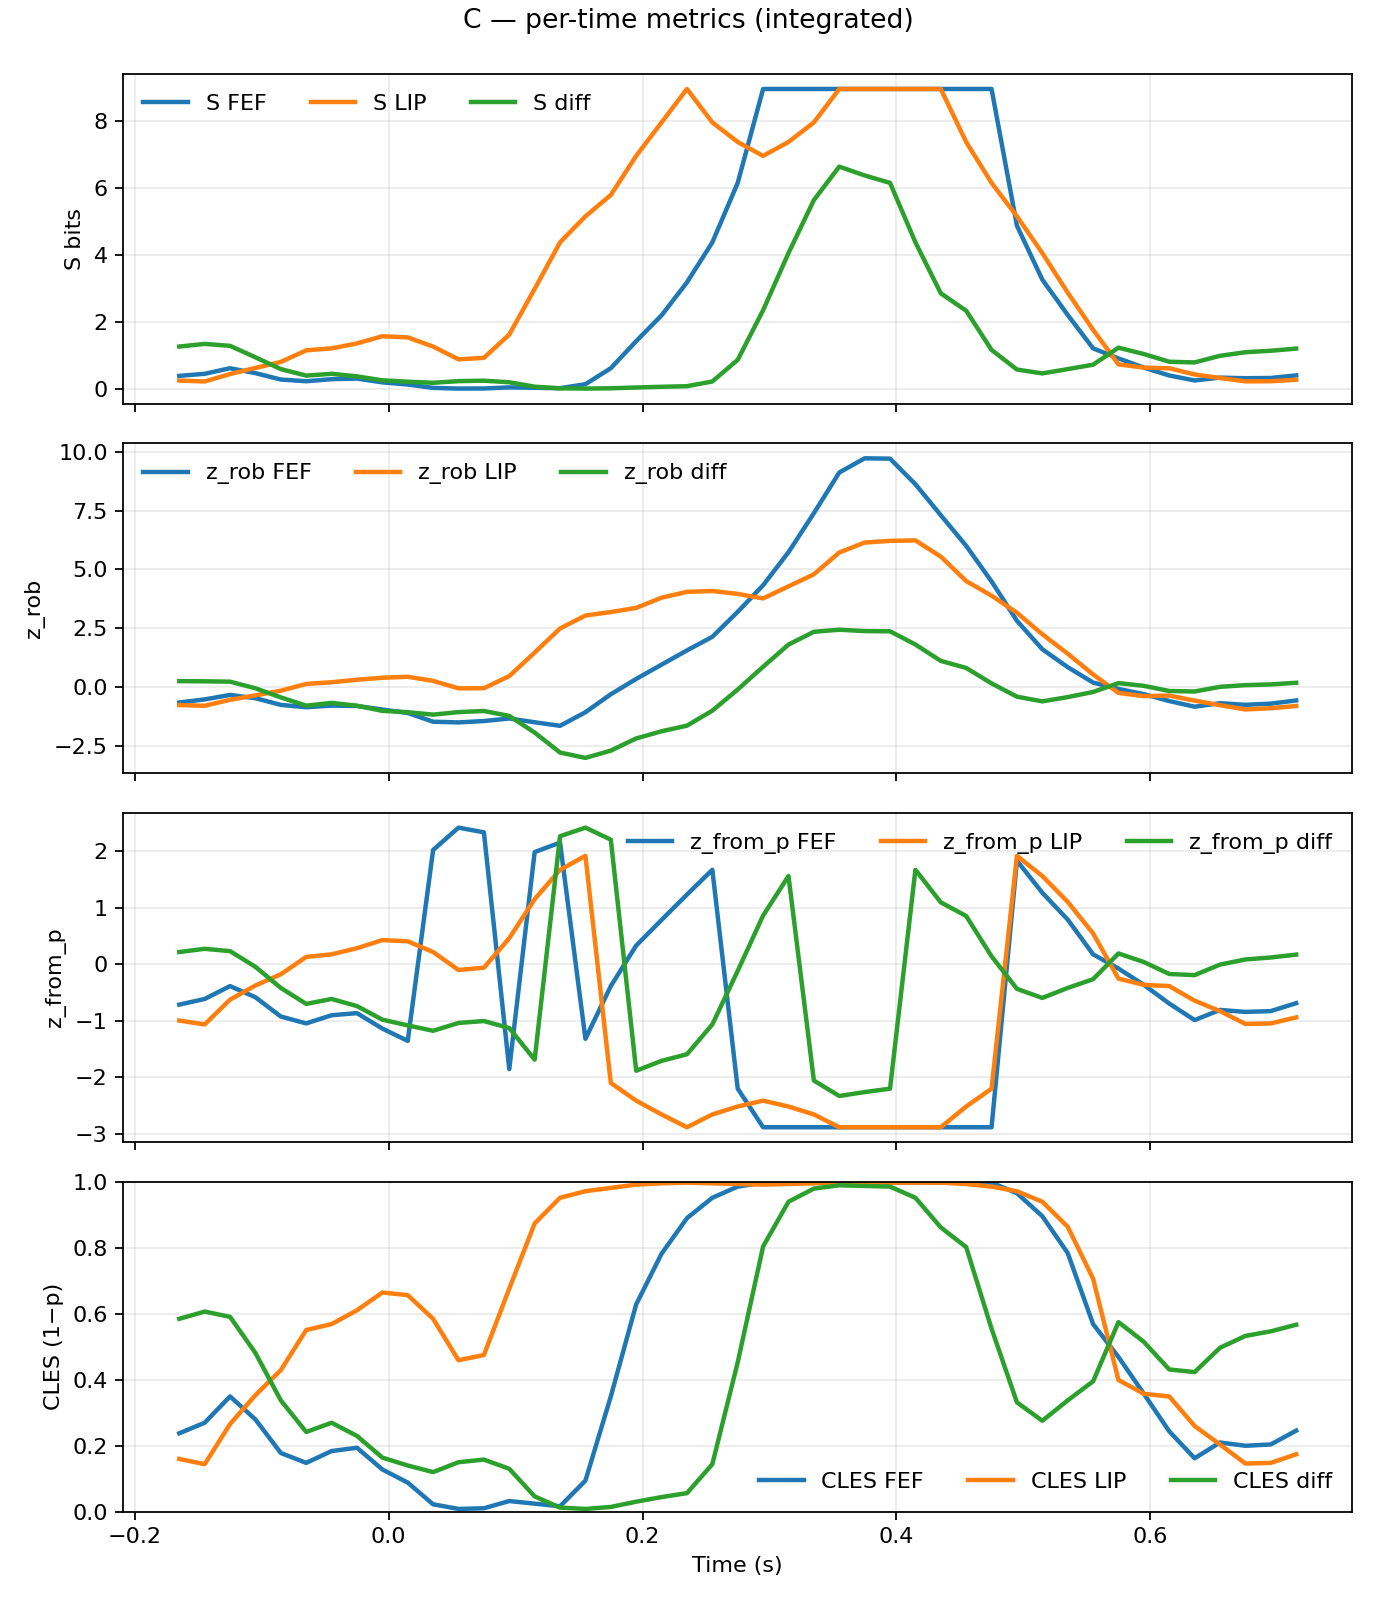 C — per-time metrics (integrated)
S FEF S LIP S diff
8
6
4
2
0
S bits
z_rob FEF z_rob LIP z_rob diff
10.0
7.5
5.0
2.5
0.0
−2.5
z_rob
z_from_p FEF z_from_p LIP z_from_p diff
2
1
0
−1
−2
−3
z_from_p
1.0
0.8
0.6
0.4
0.2
0.0
CLES (1−p)
CLES FEF CLES LIP CLES diff
−0.2 0.0 0.2 0.4 0.6
Time (s)